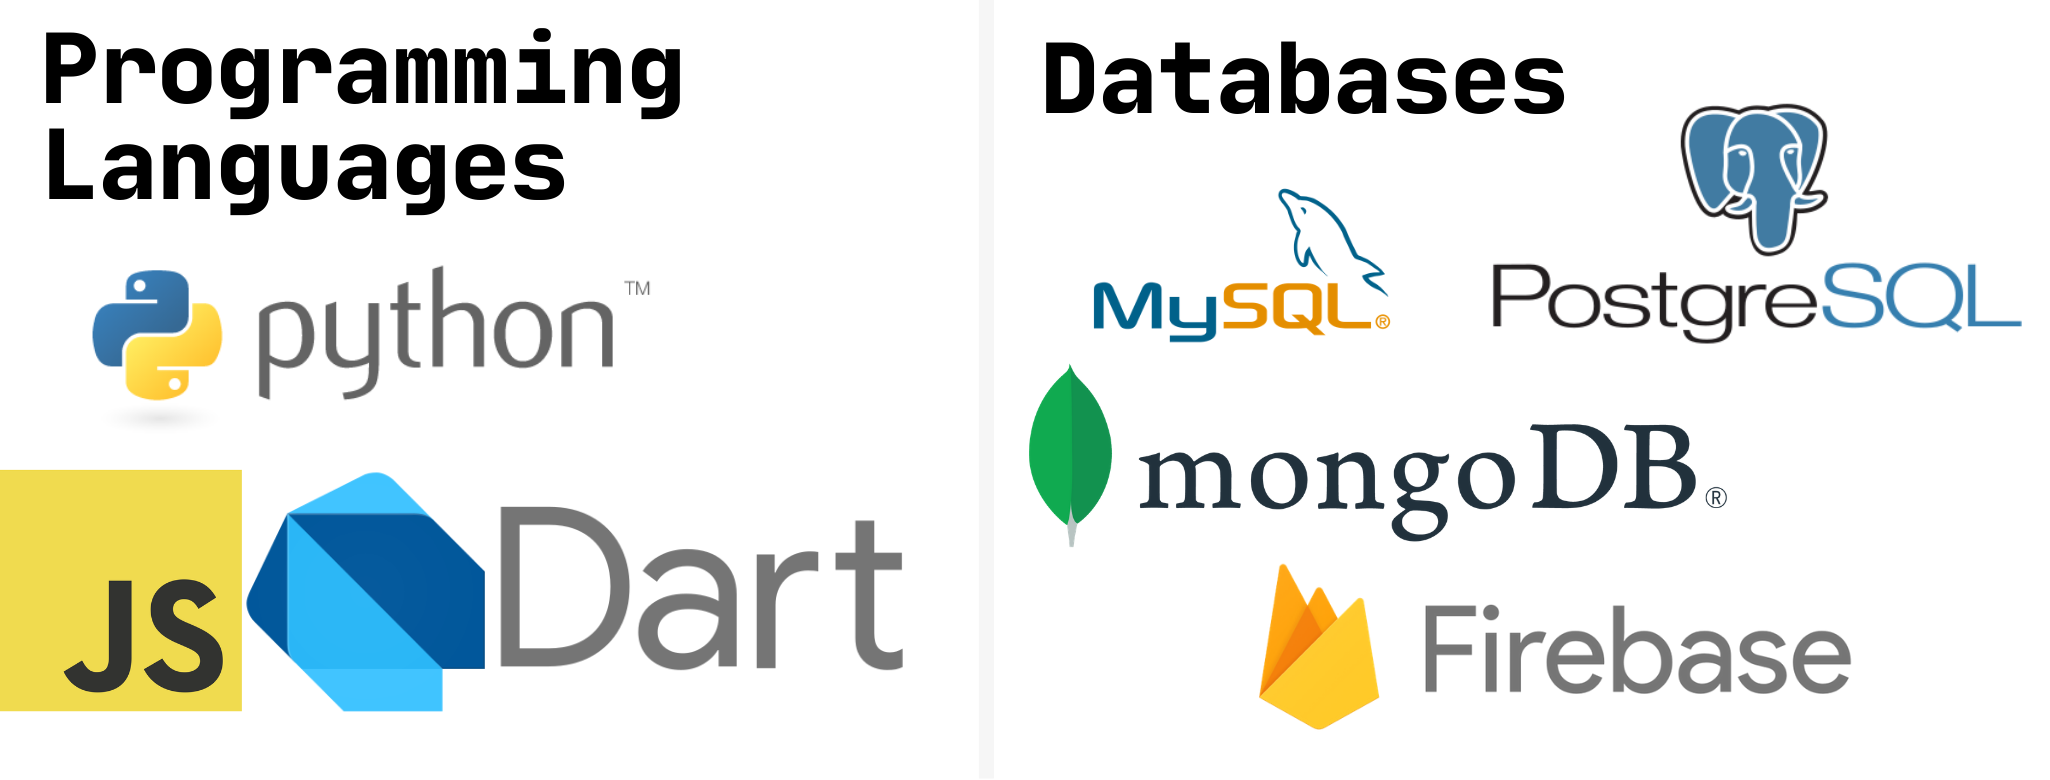 Programming
Languages
python™
JS
Dart
Databases
MySQL®
PostgreSQL
mongoDB®
Firebase